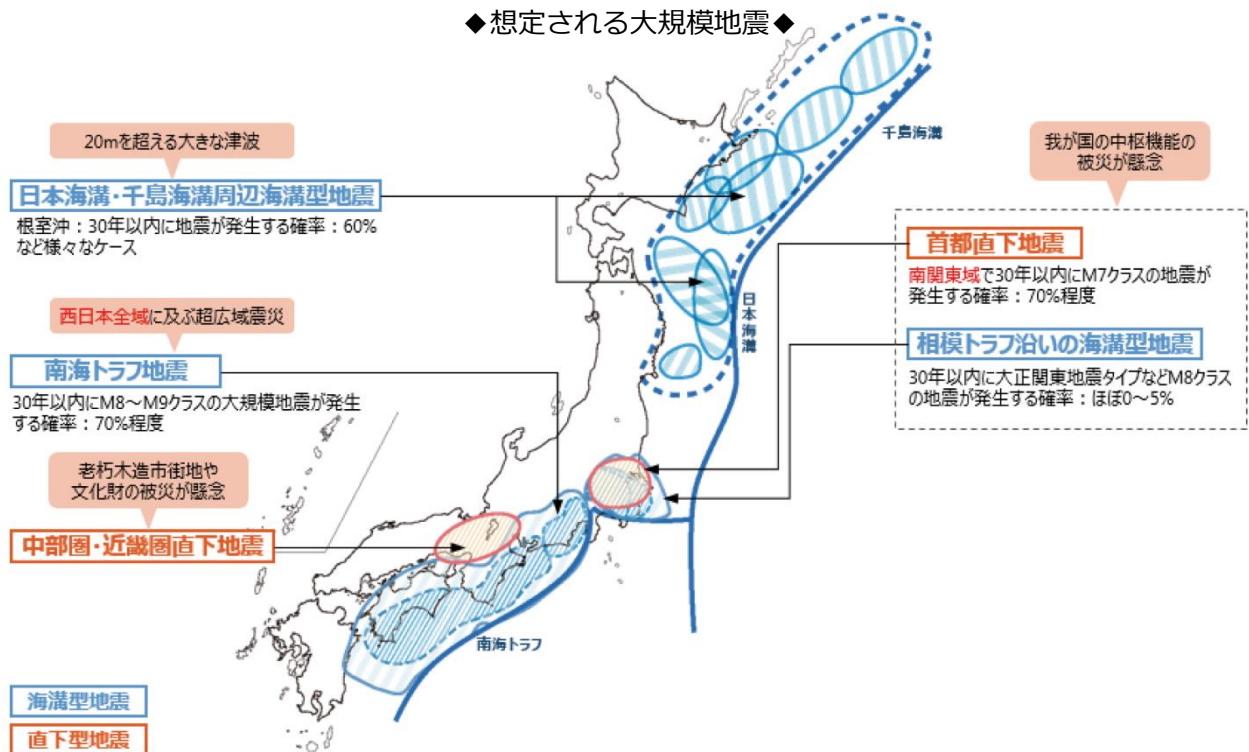 ◆想定される大規模地震◆
20mを超える大きな津波
日本海溝・千島海溝周辺海溝型地震
根室沖：30年以内に地震が発生する確率：60%
など様々なケース
西日本全域に及ぶ超広域震災
南海トラフ地震
30年以内にM8～M9クラスの大規模地震が発生
する確率：70%程度
老朽木造市街地や
文化財の被災が懸念
中部圏・近畿圏直下地震
海溝型地震
直下型地震
千島海溝
日本海溝
南海トラフ
我が国の中枢機能の
被災が懸念
首都直下地震
南関東域で30年以内にM7クラスの地震が
発生する確率：70%程度
相模トラフ沿いの海溝型地震
30年以内に大正関東地震タイプなどM8クラス
の地震が発生する確率：ほぼ0～5%